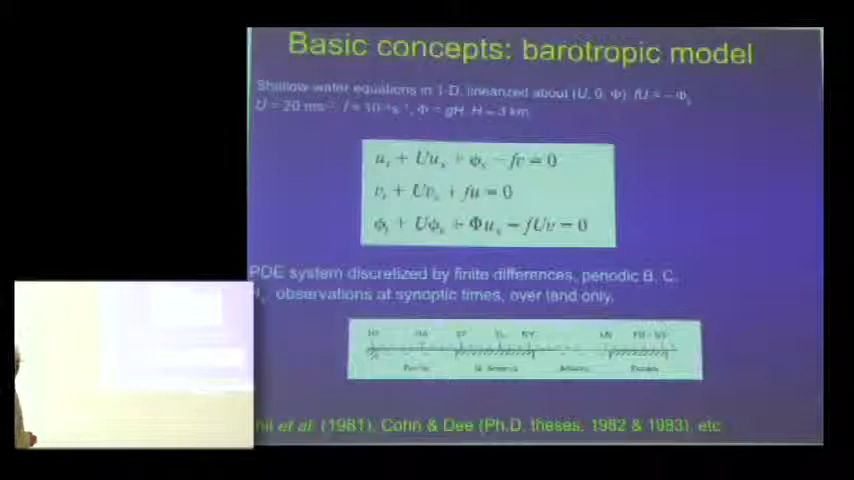 Basic concepts: barotropic model
Shallow water equations in 1-D, linearized about (U, 0, Φ), fU = – Φy
U = 20 ms⁻¹, f = 10⁻⁴s⁻¹, Φ = gH, H = 3 km.
uₜ + Uuₓ + ϕₓ – fv = 0
vₜ + Uvₓ + fu = 0
ϕₜ + Uϕₓ + Φuₓ – fUv = 0
PDE system discretized by finite differences, periodic B. C.
observations at synoptic times, over land only.
NY
et al. (1981), Cohn & Dee (Ph.D. theses, 1982 & 1983), etc